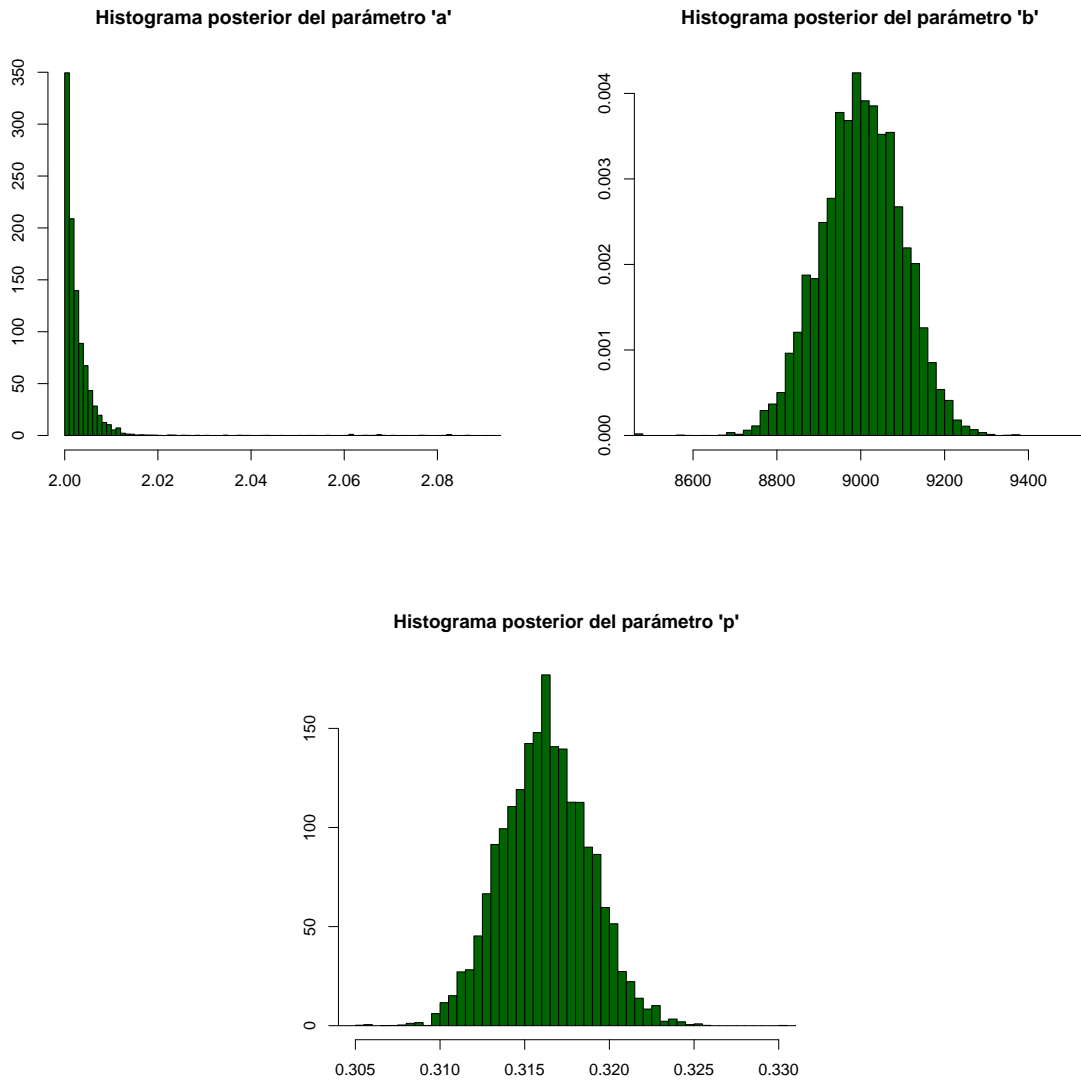 Histograma posterior del parámetro 'a'
350
300
250
200
150
100
50
0
2.00 2.02 2.04 2.06 2.08
Histograma posterior del parámetro 'b'
0.004
0.003
0.002
0.001
0.000
8600 8800 9000 9200 9400
Histograma posterior del parámetro 'p'
150
100
50
0
0.305 0.310 0.315 0.320 0.325 0.330